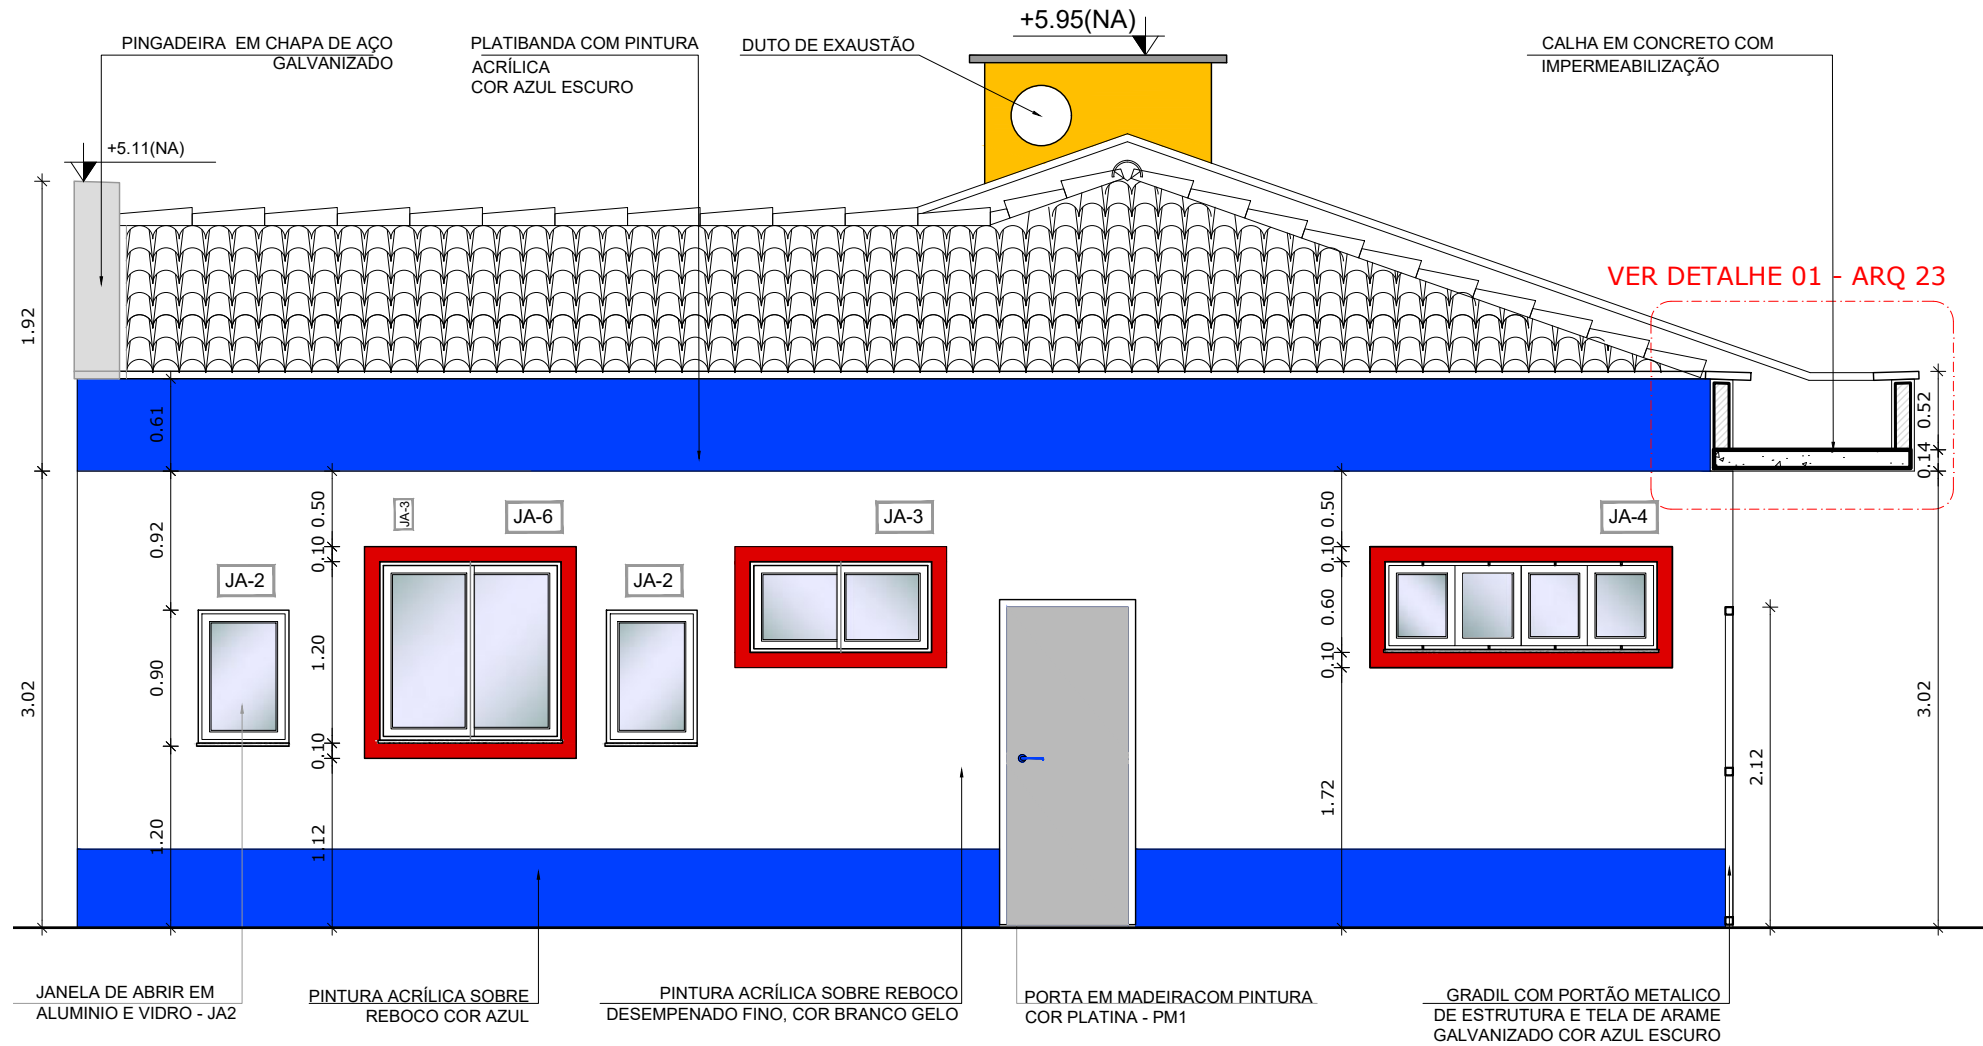 +5.95(NA)
PINGADEIRA EM CHAPA DE AÇO
GALVANIZADO
PLATIBANDA COM PINTURA
ACRÍLICA
COR AZUL ESCURO
DUTO DE EXAUSTÃO
CALHA EM CONCRETO COM
IMPERMEABILIZAÇÃO
+5.11(NA)
VER DETALHE 01 - ARQ 23
1.92
0.61
0.52
0.14
3.02
0.92
0.90
1.20
0.50
0.10
1.20
0.10
1.12
JA-2
JA-3
JA-6
JA-2
JA-3
JA-4
0.50
0.10
0.60
0.10
1.72
2.12
3.02
JANELA DE ABRIR EM
ALUMINIO E VIDRO - JA2
PINTURA ACRÍLICA SOBRE
REBOCO COR AZUL
PINTURA ACRÍLICA SOBRE REBOCO
DESEMPENADO FINO, COR BRANCO GELO
PORTA EM MADEIRACOM PINTURA
COR PLATINA - PM1
GRADIL COM PORTÃO METALICO
DE ESTRUTURA E TELA DE ARAME
GALVANIZADO COR AZUL ESCURO